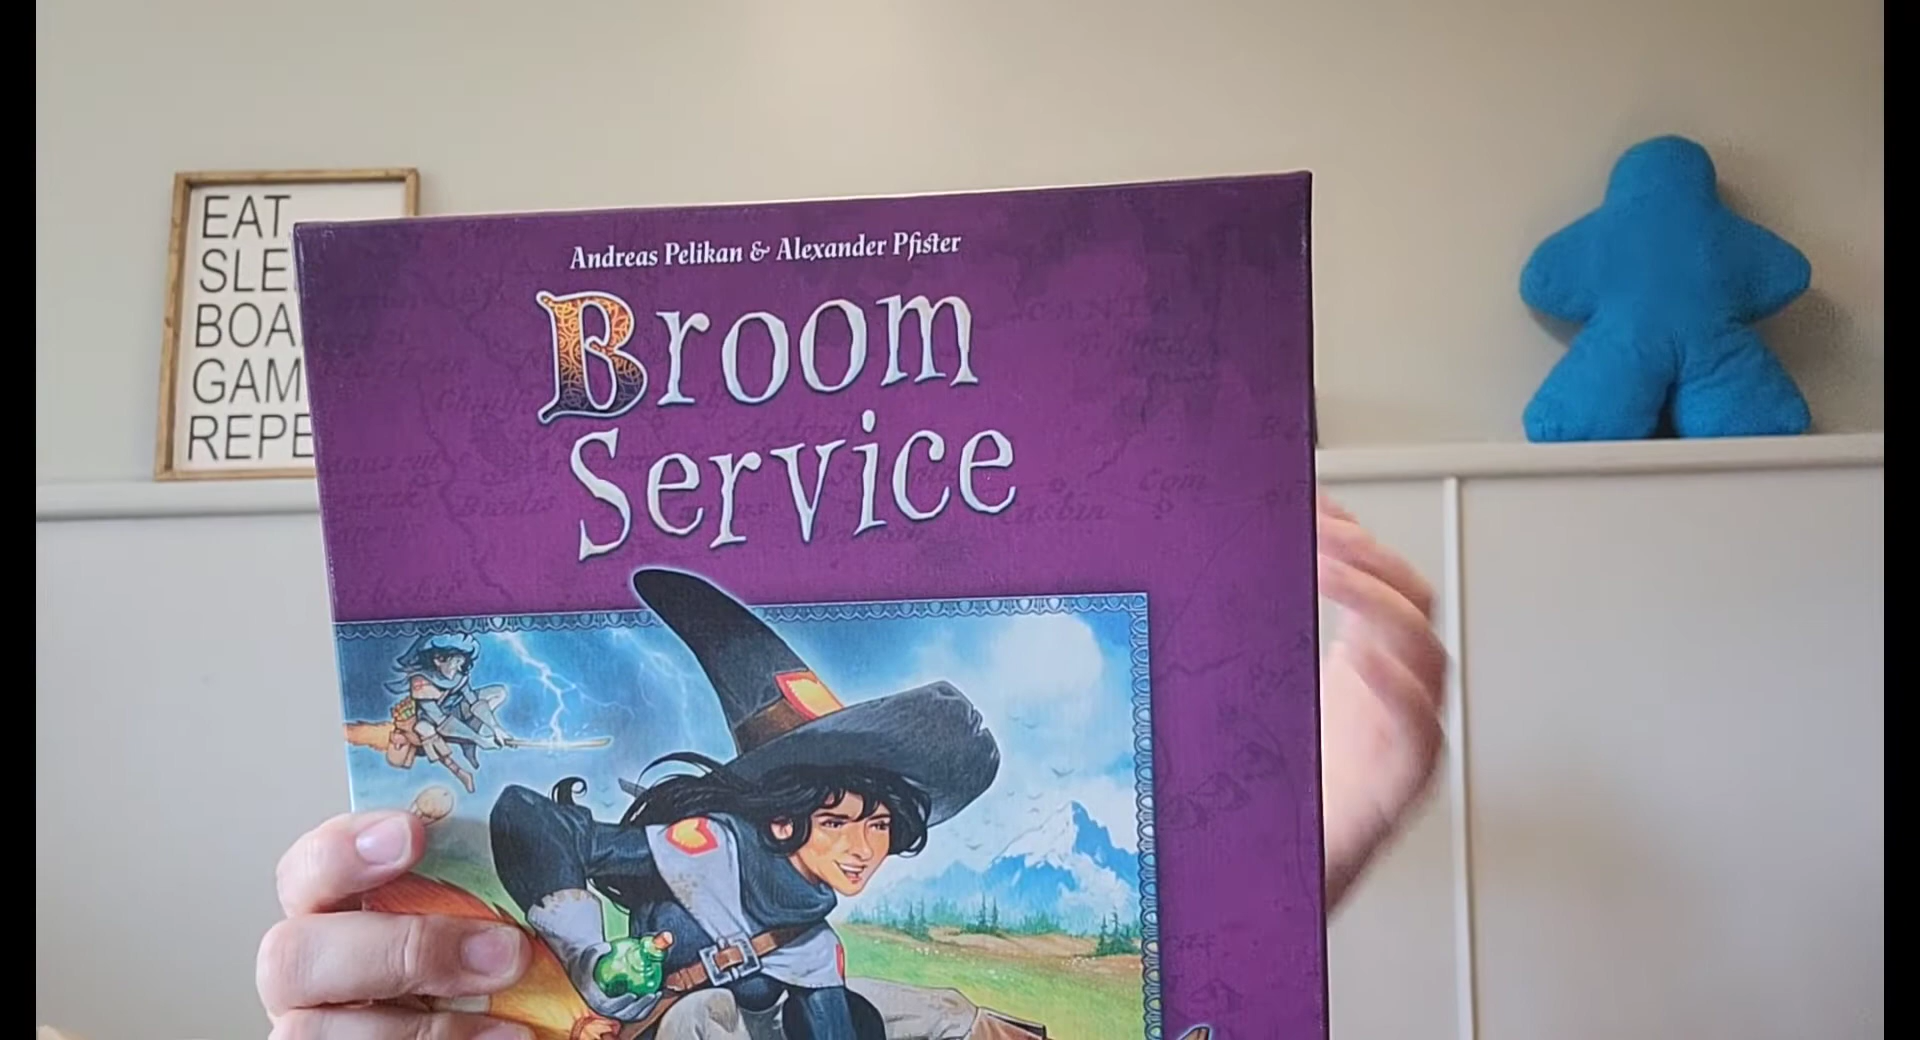 EAT
SLE
BOA
GAM
REPE
Andreas Pelikan & Alexander Pfister
Broom
Service